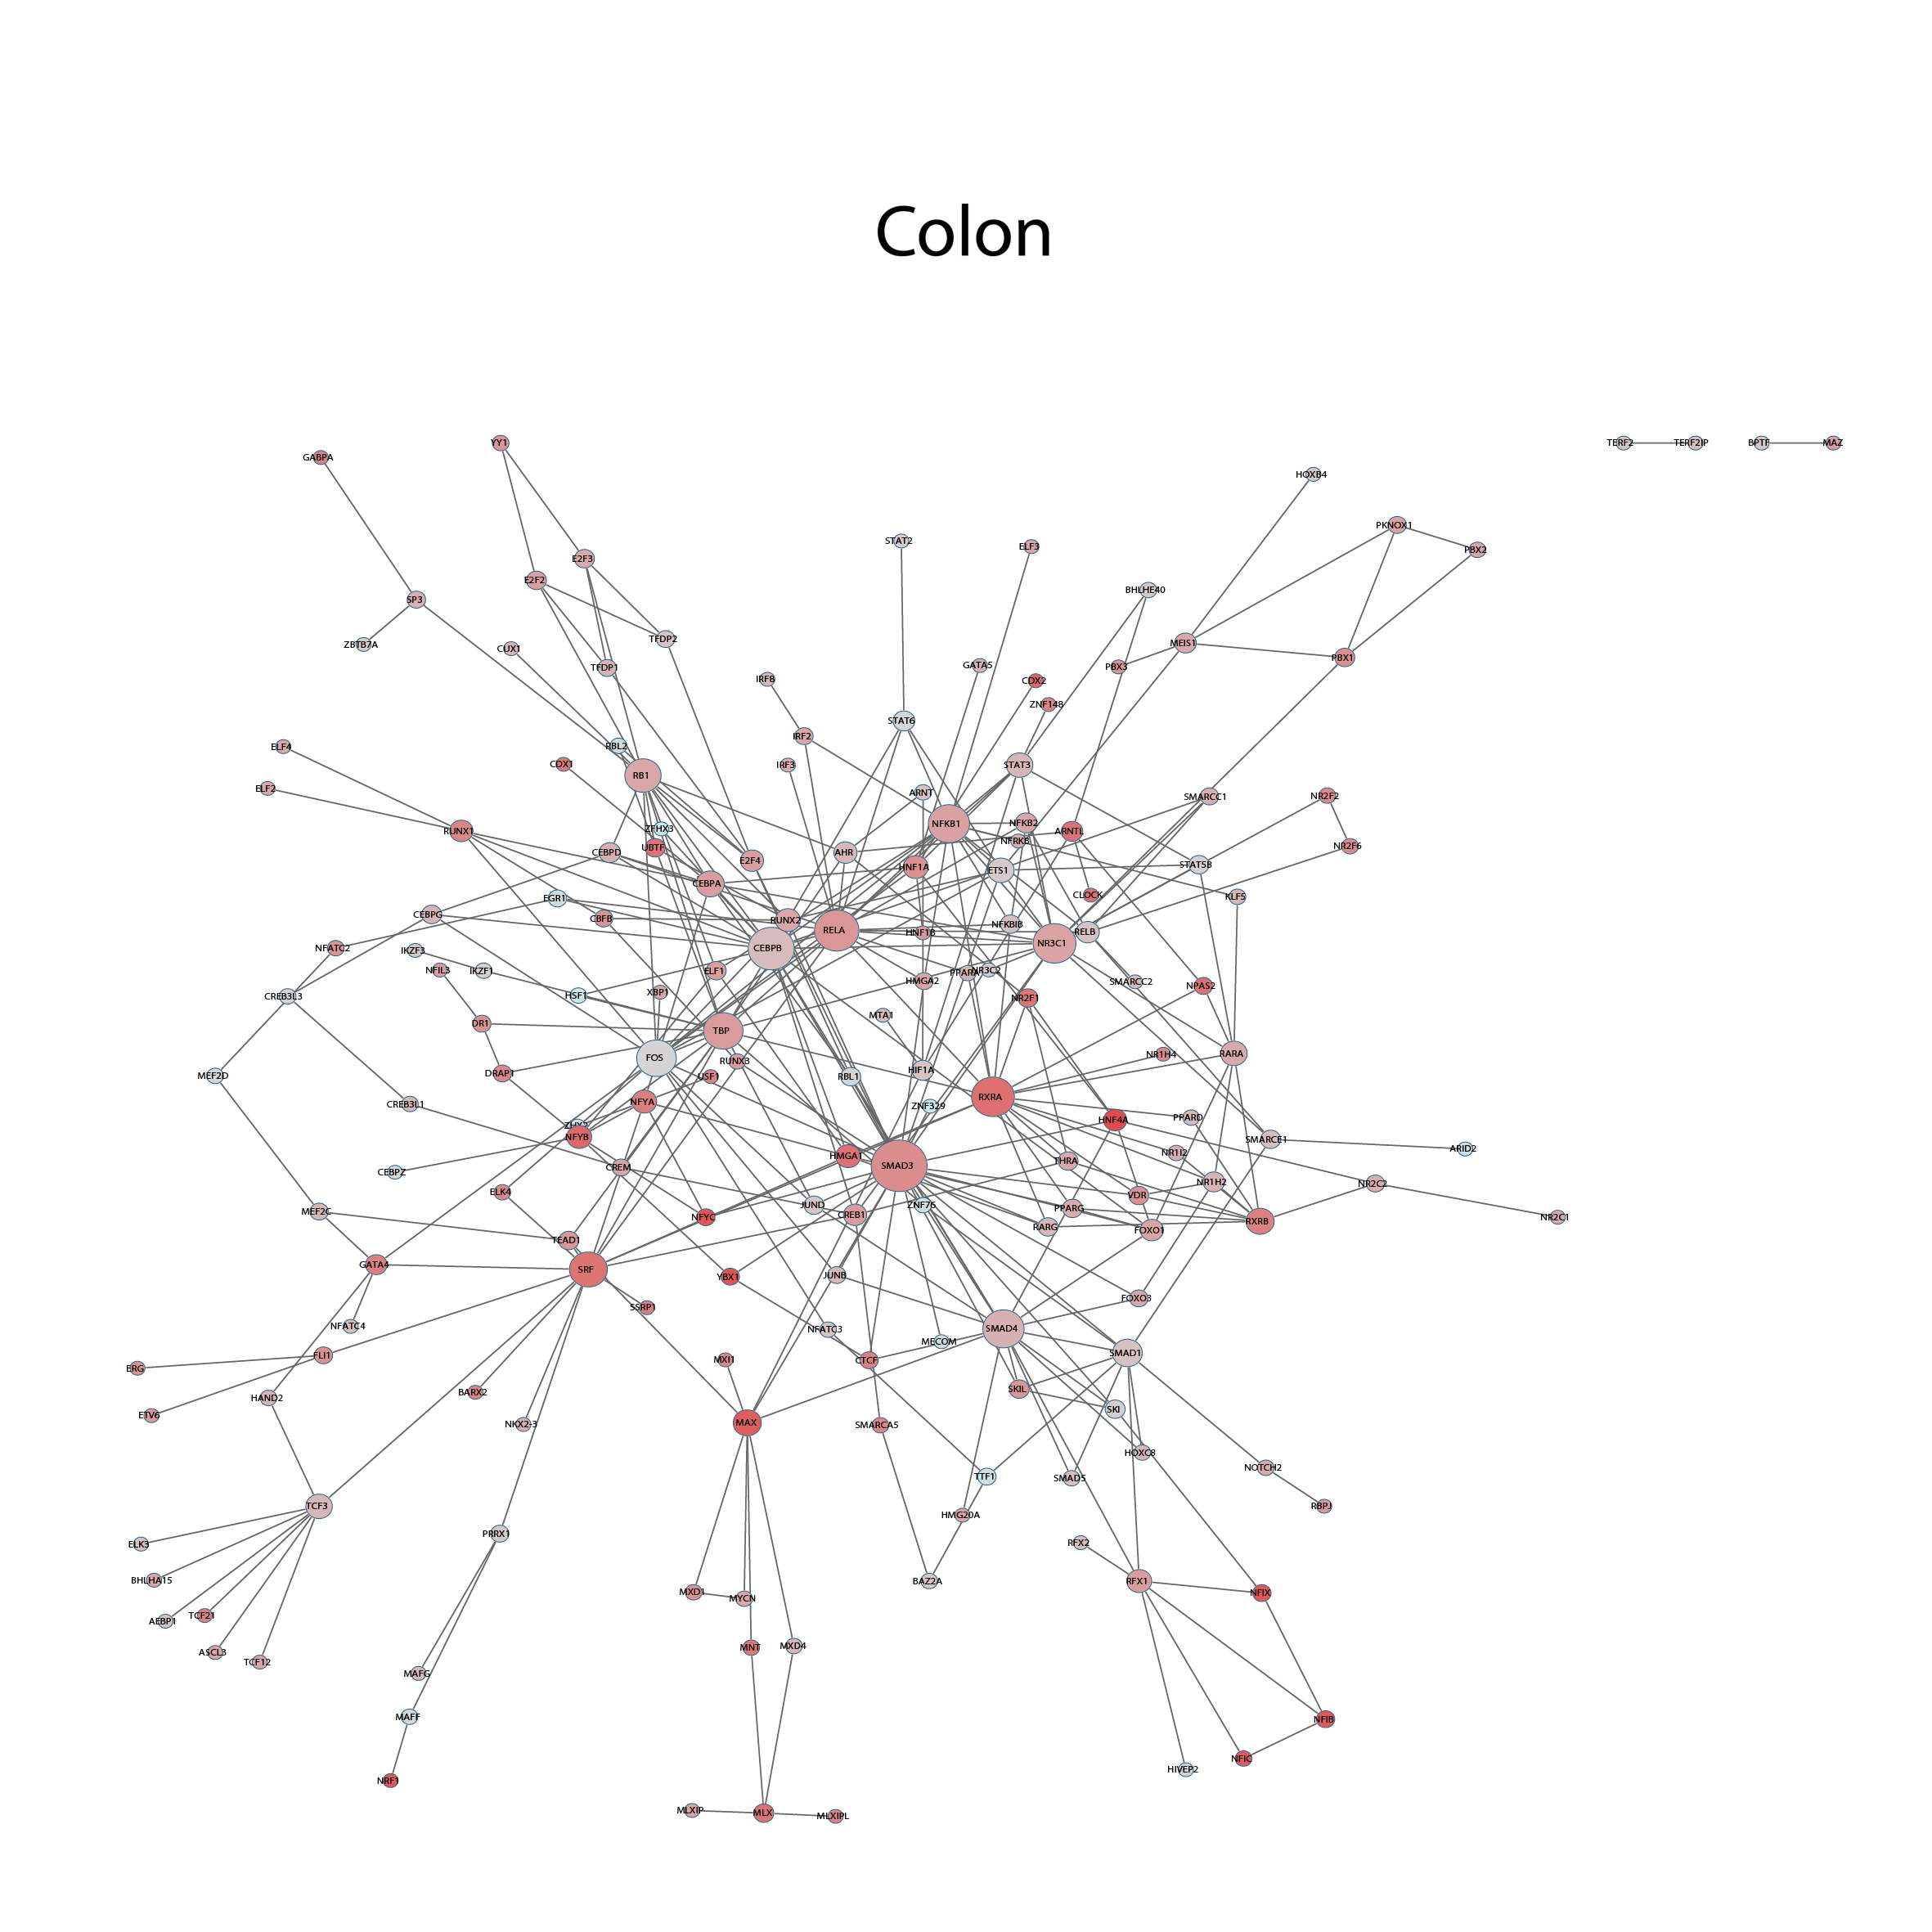 Colon
YY1
GABPA
TERF2
TERF2IP
BPTF
MAZ
HOXB4
PKNOX1
STAT2
ELF3
PBX2
E2F3
E2F2
BHLHE40
SP3
ZBTB7A
TFDP2
CUX1
MEIS1
PBX1
TFDP1
GATA5
PBX3
IRF8
CDX2
ZNF148
STAT6
IRF2
ELF4
RBL2
CDX1
IRF3
STAT3
RB1
ELF2
ARNT
SMARCC1
NR2F2
RUNX1
ZFHX3
NFKB1
NFKB2
ARNTL
NFRKB
UBTF
CEBPD
E2F4
AHR
NR2F6
HNF1A
ETS1
STAT5B
CEBPA
EGR1
CLOCK
KLF5
CEBPG
CBFB
RUNX2
RELA
NFKBIB
RELB
HNF1B
NFATC2
IKZF3
CEBPB
NR3C1
NFIL3
IKZF1
ELF1
PPARA
NR3C2
HMGA2
SMARCC2
NPAS2
CREB3L3
HSF1
XBP1
NR2F1
MTA1
DR1
TBP
FOS
RUNX3
NR1H4
RARA
MEF2D
DRAP1
USF1
RBL1
HIF1A
CREB3L1
NFYA
ZNF329
RXRA
HNF4A
PPARD
ZHX2
NFYB
SMARCE1
ARID2
CEBPZ
CREM
HMGA1
SMAD3
THRA
NR1I2
ELK4
NR1H2
NR2C2
VDR
MEF2C
NFYC
JUND
CREB1
ZNF76
PPARG
RARG
FOXO1
RXRB
NR2C1
TEAD1
GATA4
SRF
YBX1
JUNB
FOXO3
SSRP1
NFATC4
NFATC3
MECOM
SMAD4
SMAD1
FLI1
ERG
MXI1
CTCF
BARX2
SKIL
HAND2
ETV6
NKX2-3
MAX
SMARCA5
SKI
HOXC8
NOTCH2
TTF1
SMAD5
TCF3
HMG20A
RBPJ
PRRX1
ELK3
RFX2
BHLHA15
BAZ2A
RFX1
NFIX
MXD1
MYCN
AEBP1
TCF21
ASCL3
TCF12
MNT
MXD4
MAFG
MAFF
NFIB
NFIC
HIVEP2
NRF1
MLXIP
MLX
MLXIPL